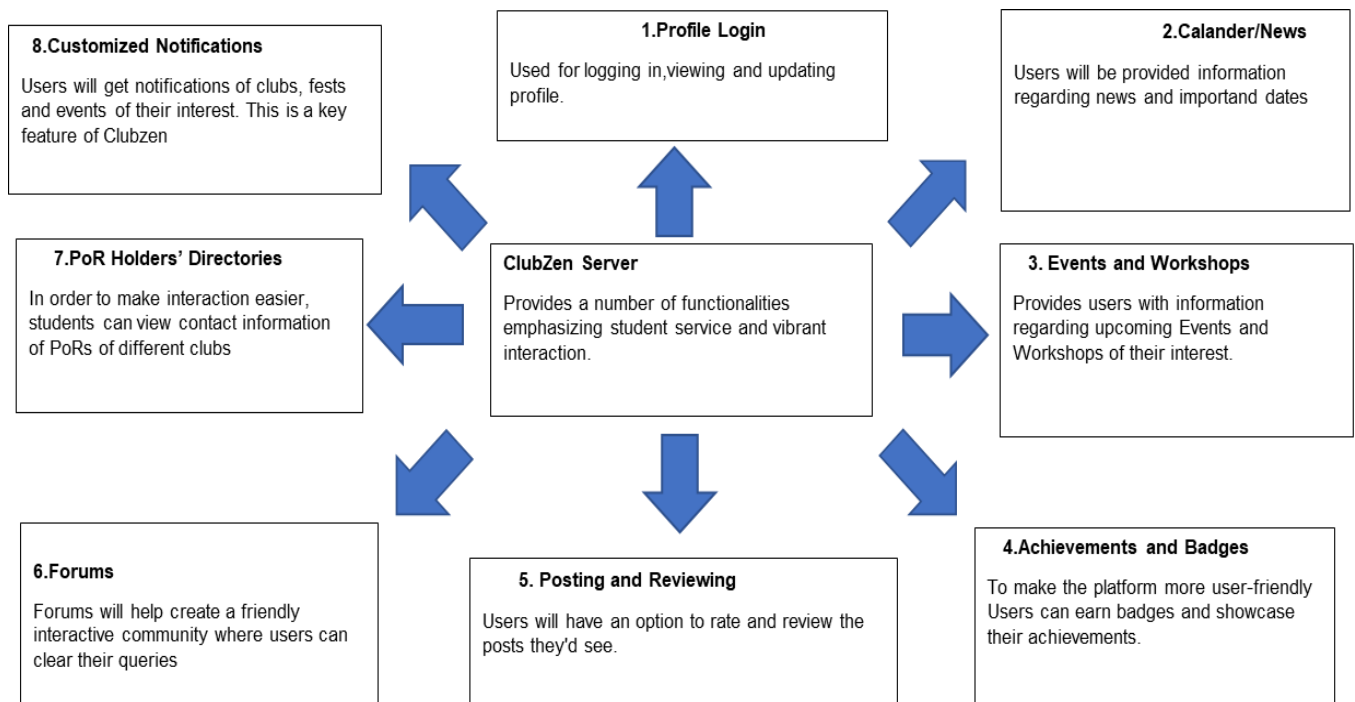 8.Customized Notifications
Users will get notifications of clubs, fests
and events of their interest. This is a key
feature of Clubzen
1.Profile Login
Used for logging in,viewing and updating
profile.
2.Calander/News
Users will be provided information
regarding news and importand dates
7.PoR Holders’ Directories
In order to make interaction easier,
students can view contact information
of PoRs of different clubs
ClubZen Server
Provides a number of functionalities
emphasizing student service and vibrant
interaction.
3. Events and Workshops
Provides users with information
regarding upcoming Events and
Workshops of their interest.
6.Forums
Forums will help create a friendly
interactive community where users can
clear their queries
5. Posting and Reviewing
Users will have an option to rate and review the
posts they'd see.
4.Achievements and Badges
To make the platform more user-friendly
Users can earn badges and showcase
their achievements.